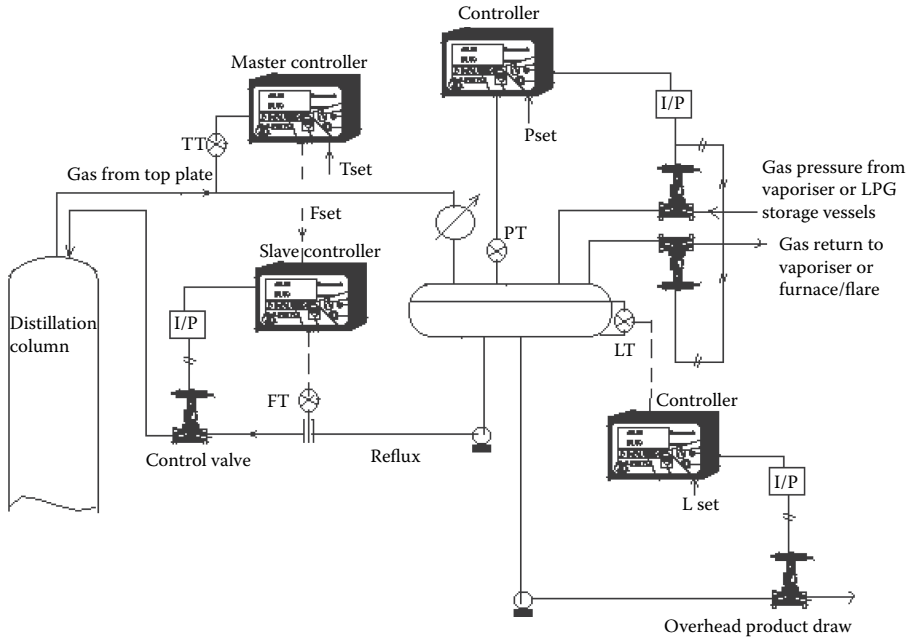 Controller
Master controller
I/P
Pset
TT
Tset
Gas from top plate
Gas pressure from
vaporiser or LPG
storage vessels
Fset
PT
Slave controller
Gas return to
vaporiser or
furnace/flare
I/P
Distillation
column
LT
FT
Controller
Control valve
Reflux
I/P
L set
Overhead product draw